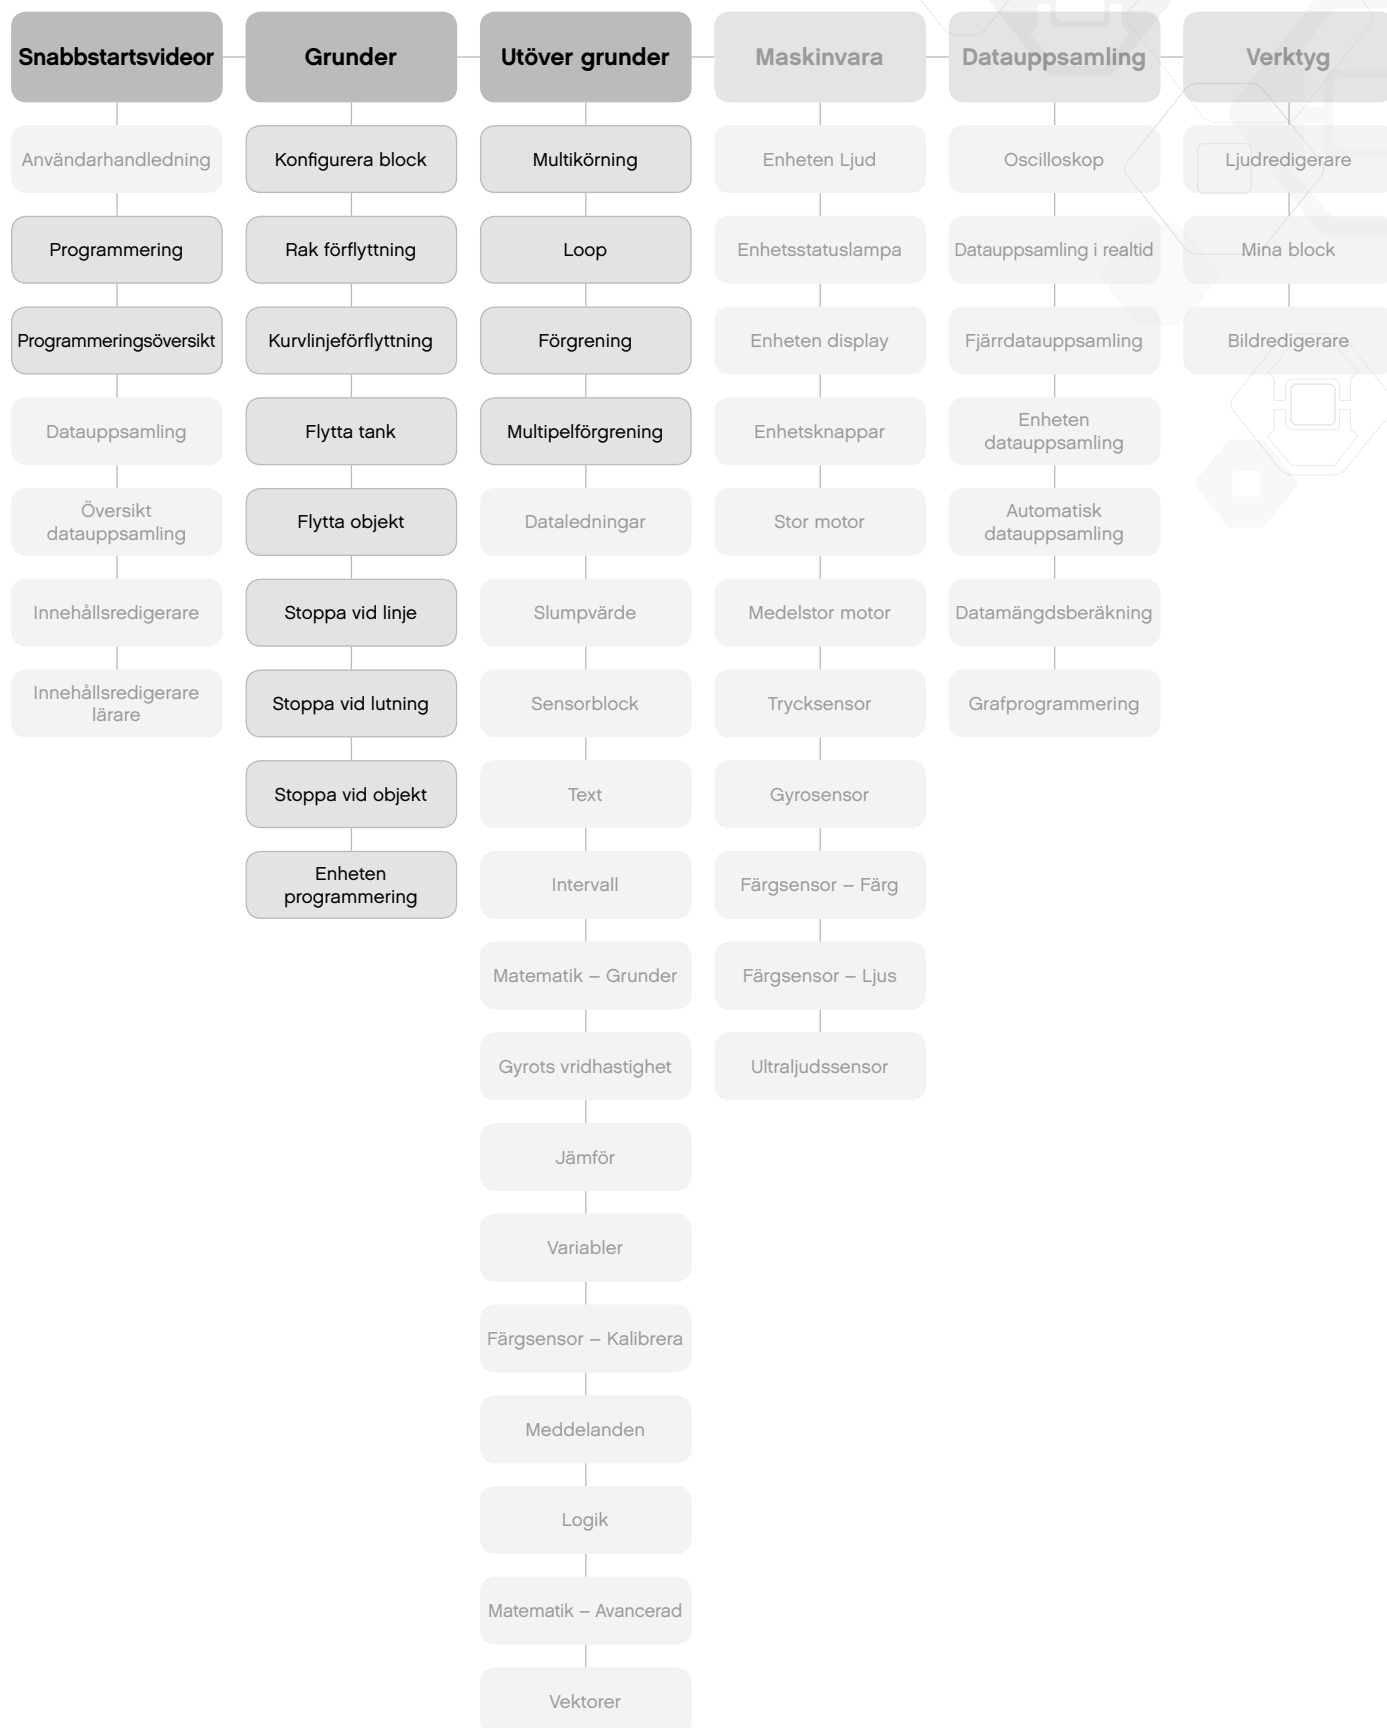 Snabbstartsvideor
Användarhandledning
Programmering
Programmeringsöversikt
Datauppsamling
Översikt
datauppsamling
Innehållsredigerare
Innehållsredigerare
lärare
Grunder
Konfigurera block
Rak förflyttning
Kurvlinjeförflyttning
Flytta tank
Flytta objekt
Stoppa vid linje
Stoppa vid lutning
Stoppa vid objekt
Enheten
programmering
Utöver grunder
Multikörning
Loop
Förgrening
Multipelförgrening
Dataledningar
Slumpvärde
Sensorblock
Text
Intervall
Matematik – Grunder
Gyrots vridhastighet
Jämför
Variabler
Färgsensor – Kalibrera
Meddelanden
Logik
Matematik – Avancerad
Vektorer
Maskinvara
Enheten Ljud
Enhetsstatuslampa
Enheten display
Enhetsknappar
Stor motor
Medelstor motor
Trycksensor
Gyrosensor
Färgsensor – Färg
Färgsensor – Ljus
Ultraljudssensor
Datauppsamling
Oscilloskop
Datauppsamling i realtid
Fjärrdatauppsamling
Enheten
datauppsamling
Automatisk
datauppsamling
Datamängdsberäkning
Grafprogrammering
Verktyg
Ljudredigerare
Mina block
Bildredigerare